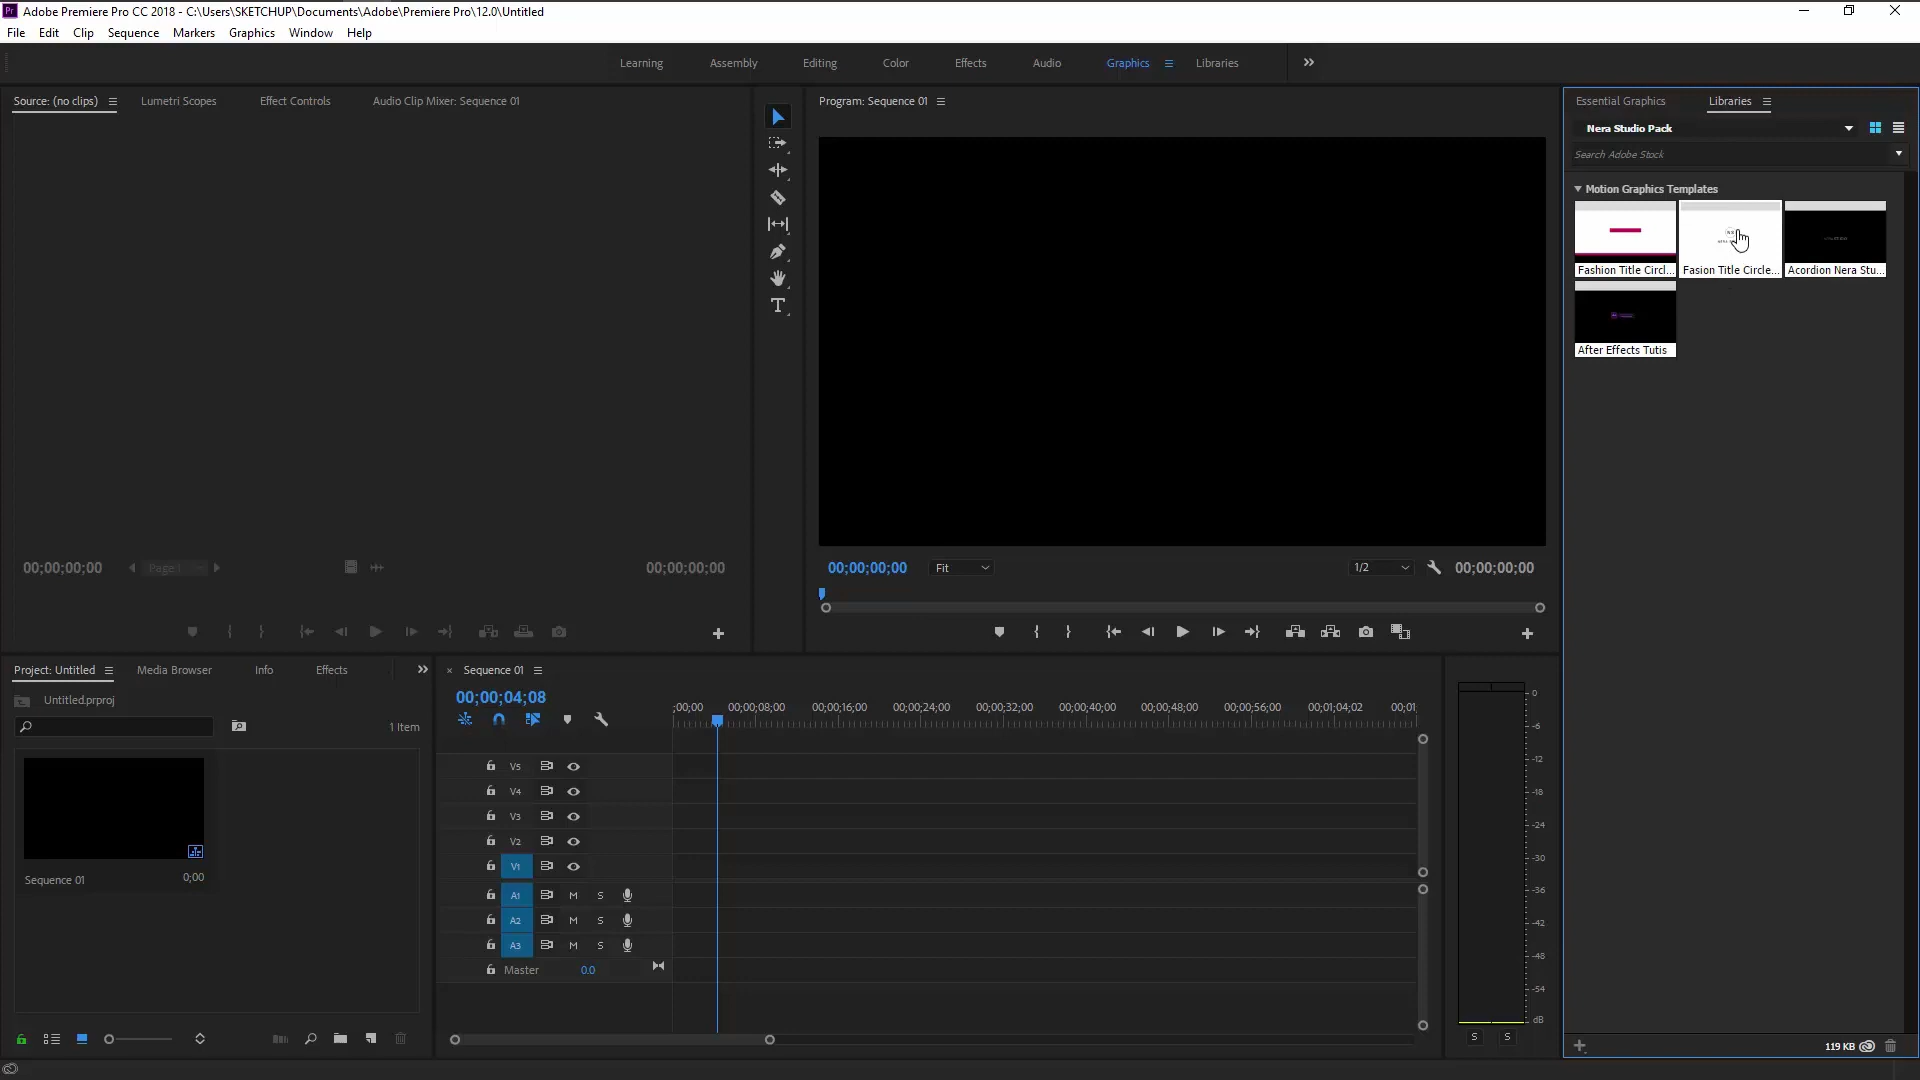 Pr Adobe Premiere Pro CC 2018 - C:\Users\SKETCHUP\Documents\Adobe\Premiere Pro\12.0\Untitled
File Edit Clip Sequence Markers Graphics Window Help
Learning Assembly Editing Color Effects Audio Graphics Libraries
Source: (no clips) Lumetri Scopes Effect Controls Audio Clip Mixer: Sequence 01
Program: Sequence 01
Essential Graphics Libraries
Nera Studio Pack
Search Adobe Stock
Motion Graphics Templates
Fashion Title Circl... Fasion Title Circle... Acordion Nera Stu...
After Effects Tutis
T
00;00;00;00 Page 1 00;00;00;00
00;00;00;00 Fit 1/2 00;00;00;00
Project: Untitled Media Browser Info Effects
Untitled.prproj
1 Item
Sequence 01 0;00
Sequence 01
00;00;04;08
;00;00 00;00;08;00 00;00;16;00 00;00;24;00 00;00;32;00 00;00;40;00 00;00;48;00 00;00;56;00 00;01;04;02 00;01
V5
V4
V3
V2
V1
A1 M S
A2 M S
A3 M S
Master 0.0
0
-6
-12
-18
-24
-30
-36
-42
-48
-54
dB
S S
119 KB